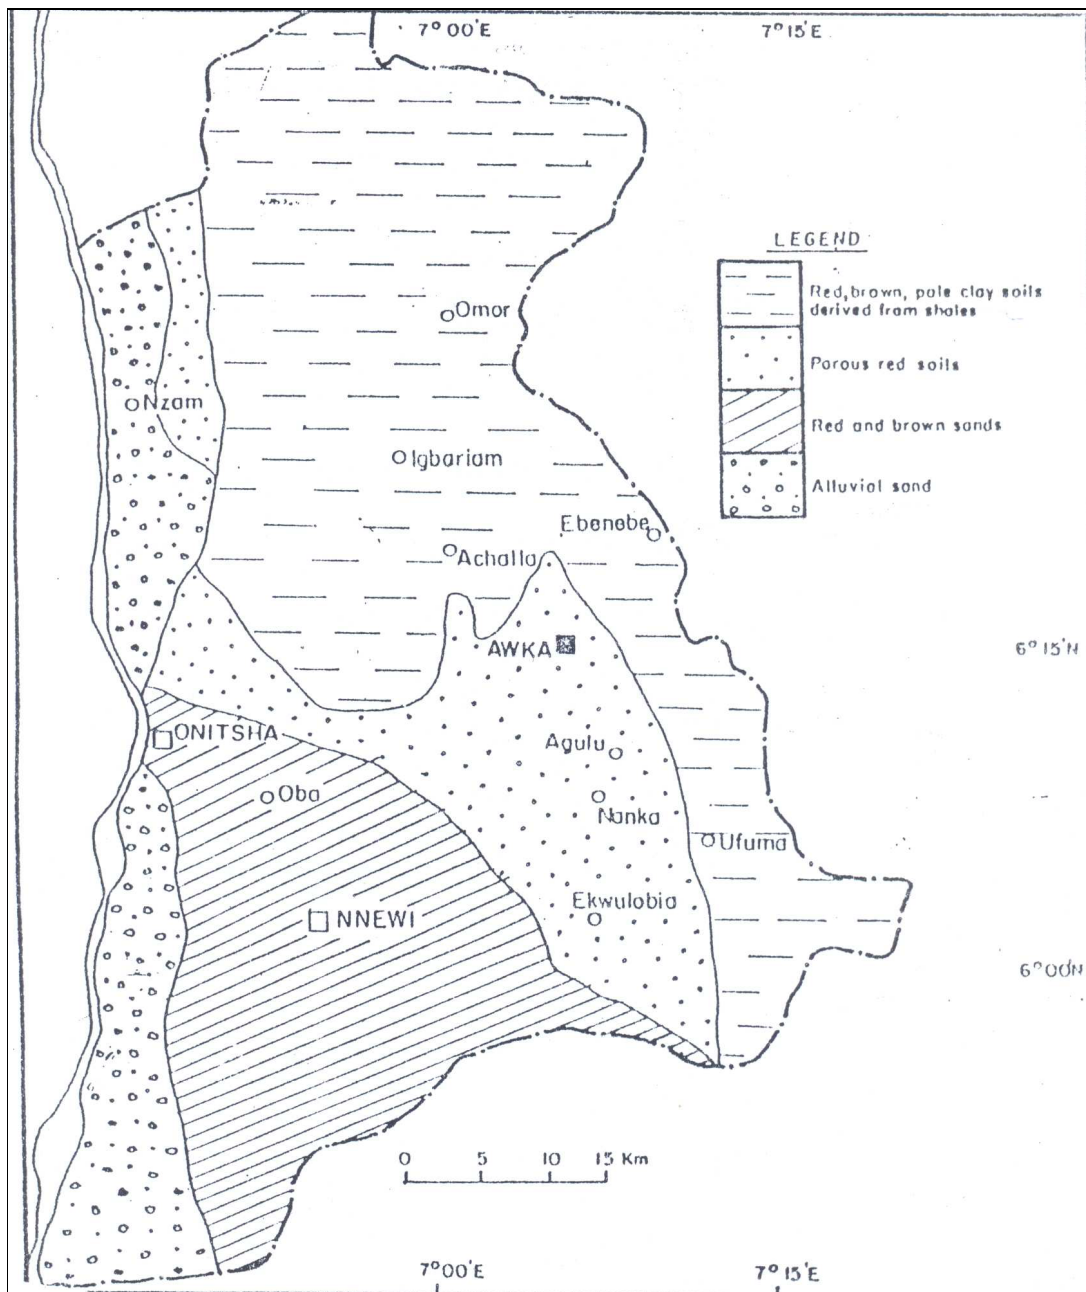 7°00'E
7°15'E
LEGEND
Red, brown, pale clay soils
derived from shales
Porous red soils
Red and brown sands
Alluvial sand
Omor
Nzam
Igbariam
Ebenebe
Achalla
AWKA
6°15'N
ONITSHA
Agulu
Oba
Nanka
Ufuma
Ekwulobia
NNEWI
6°00'N
0 5 10 15 Km
7°00'E
7°15'E